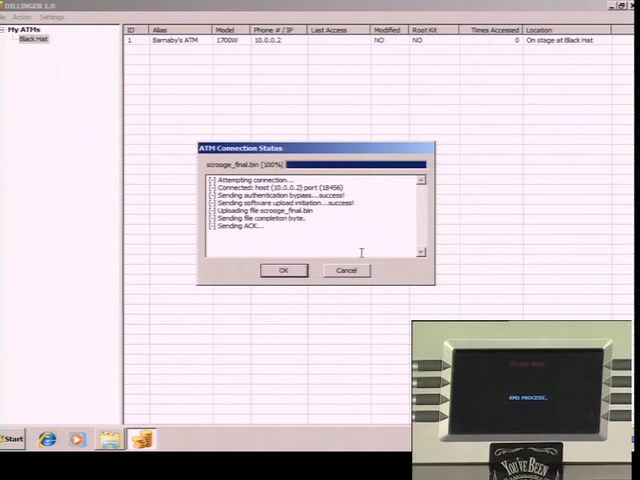 DILLINGER 1.0
Action Settings
My ATMs
Black Hat
ID Alias Model Phone # / IP Last Access Modified Root Kit Times Accessed Location
1 Barnaby's ATM 1700W 10.0.0.2 NO NO 0 On stage at Black Hat
ATM Connection Status
scrooge_final.bin [100%]
[-] Attempting connection...
[-] Connected: host (10.0.0.2) port (18456)
[-] Sending authentication bypass...success!
[-] Sending software upload initiation...success!
[-] Uploading file scrooge_final.bin
[-] Sending file completion byte.
[-] Sending ACK...
OK Cancel
KMS PROCESS..
YOU'VE BEEN
Start